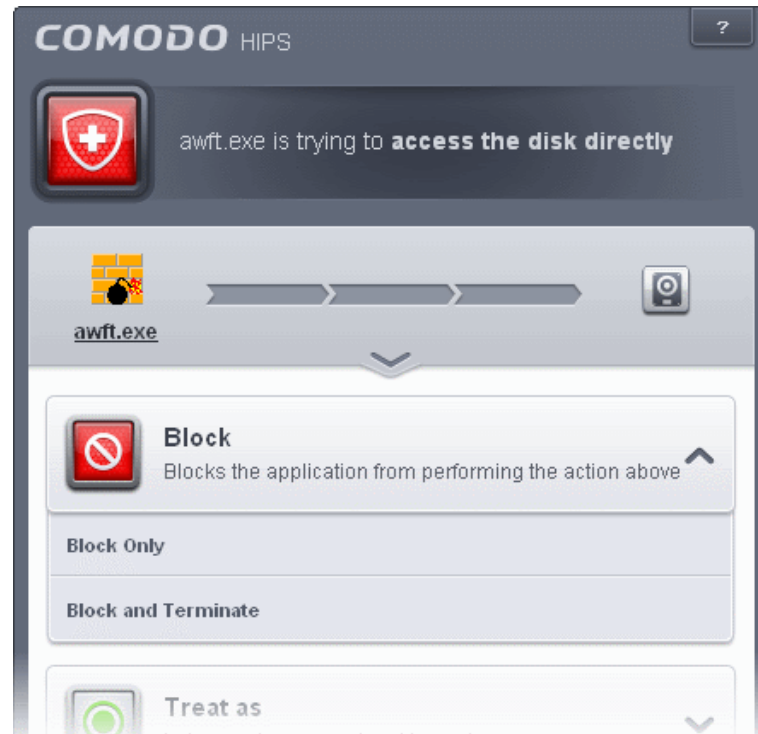 COMODO HIPS
?
awft.exe is trying to access the disk directly
awft.exe
Block
Blocks the application from performing the action above
Block Only
Block and Terminate
Treat as